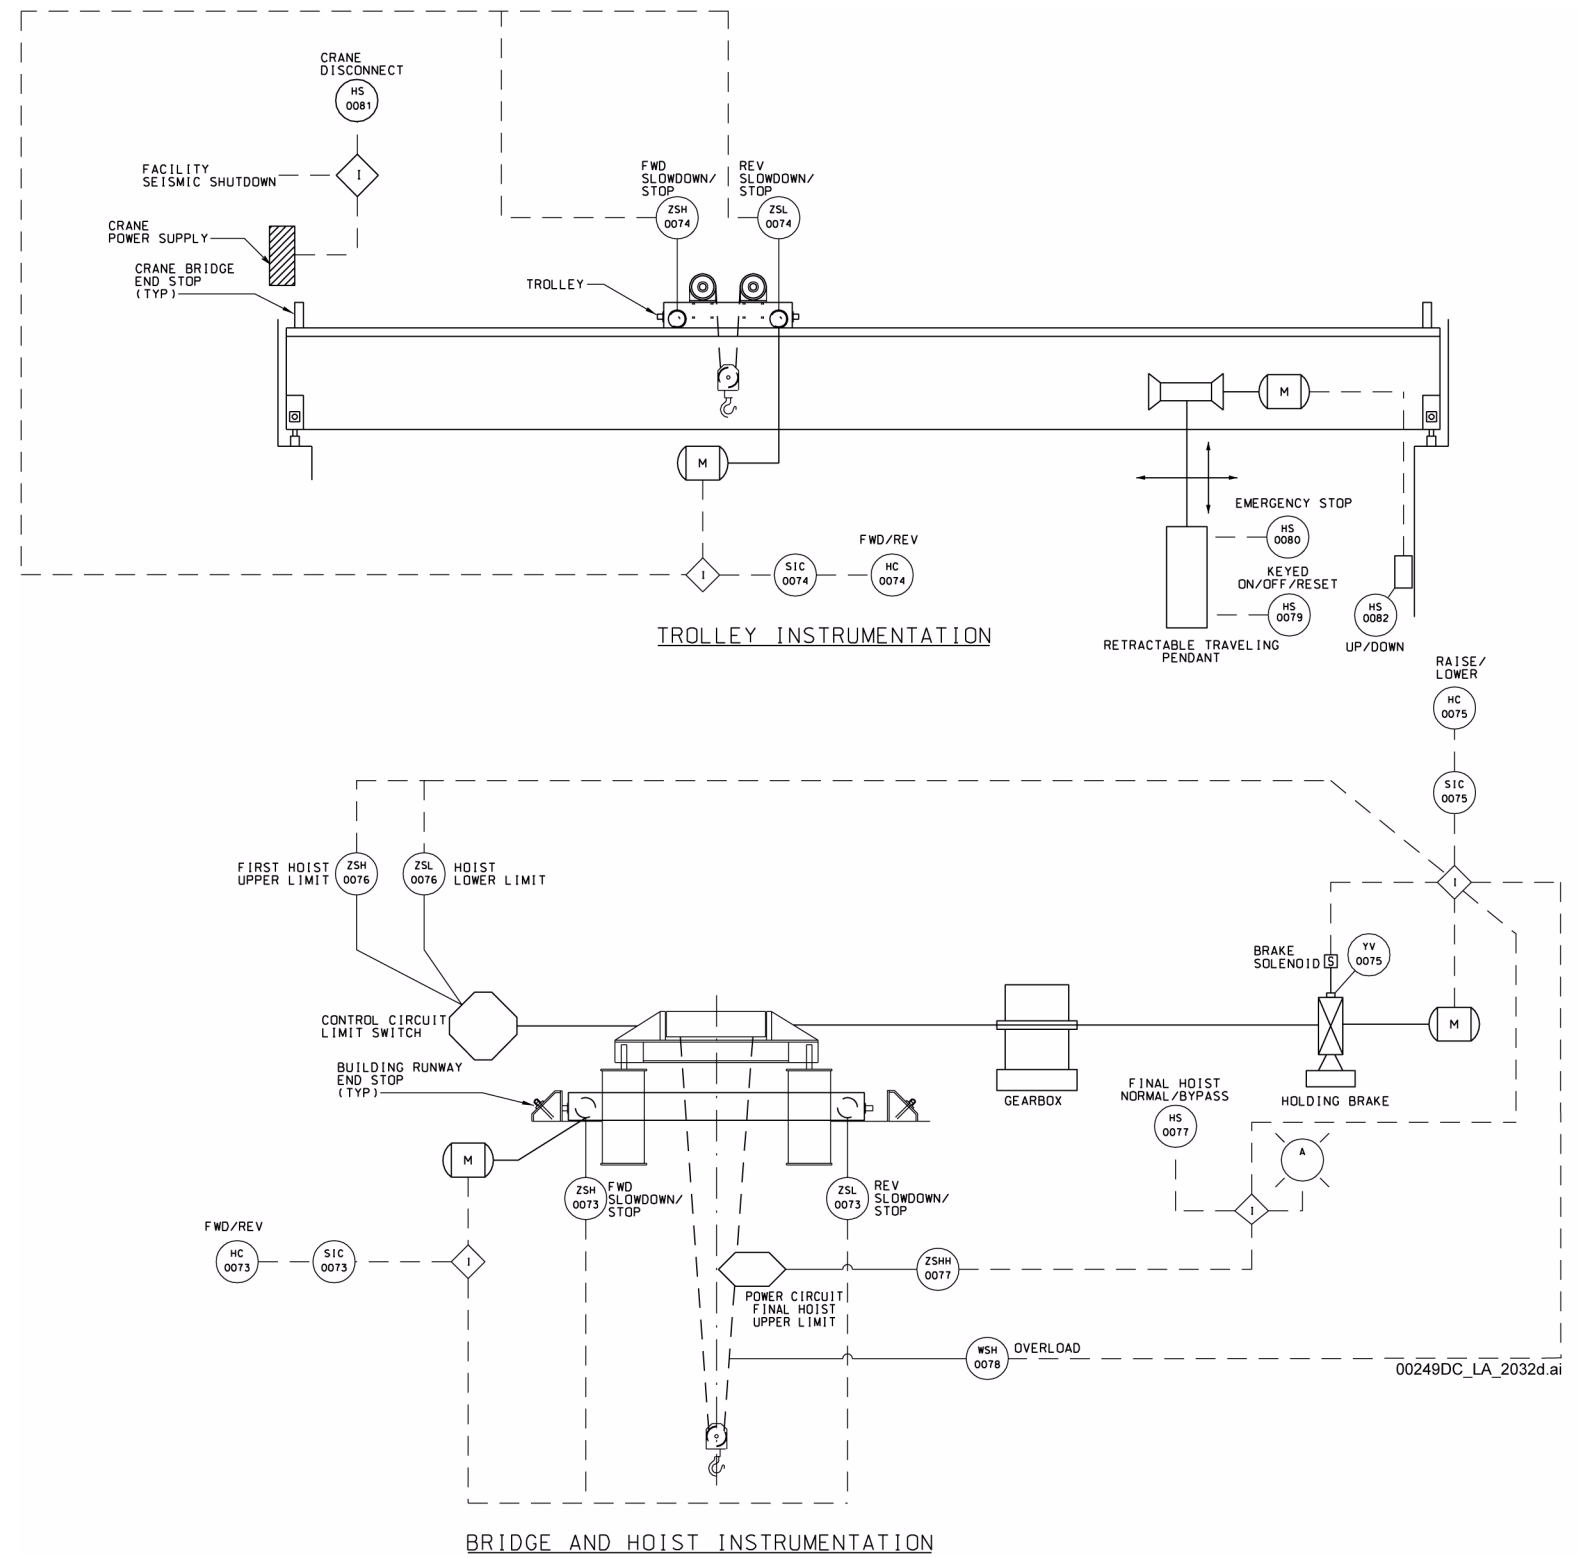 CRANE
DISCONNECT
HS
0081
FACILITY
SEISMIC SHUTDOWN
I
CRANE
POWER SUPPLY
CRANE BRIDGE
END STOP
(TYP)
FWD
SLOWDOWN/
STOP
ZSH
0074
REV
SLOWDOWN/
STOP
ZSL
0074
TROLLEY
M
M
EMERGENCY STOP
HS
0080
KEYED
ON/OFF/RESET
HS
0079
HS
0082
UP/DOWN
RETRACTABLE TRAVELING
PENDANT
I
SIC
0074
FWD/REV
HC
0074
TROLLEY INSTRUMENTATION
RAISE/
LOWER
HC
0075
SIC
0075
I
FIRST HOIST
UPPER LIMIT
ZSH
0076
ZSL
0076
HOIST
LOWER LIMIT
BRAKE
SOLENOID
S
YV
0075
CONTROL CIRCUIT
LIMIT SWITCH
M
BUILDING RUNWAY
END STOP
(TYP)
GEARBOX
HOLDING BRAKE
FINAL HOIST
NORMAL/BYPASS
HS
0077
A
I
M
ZSH
0073
FWD
SLOWDOWN/
STOP
ZSL
0073
REV
SLOWDOWN/
STOP
FWD/REV
HC
0073
SIC
0073
I
ZSHH
0077
POWER CIRCUIT
FINAL HOIST
UPPER LIMIT
WSH
0078
OVERLOAD
00249DC_LA_2032d.ai
BRIDGE AND HOIST INSTRUMENTATION